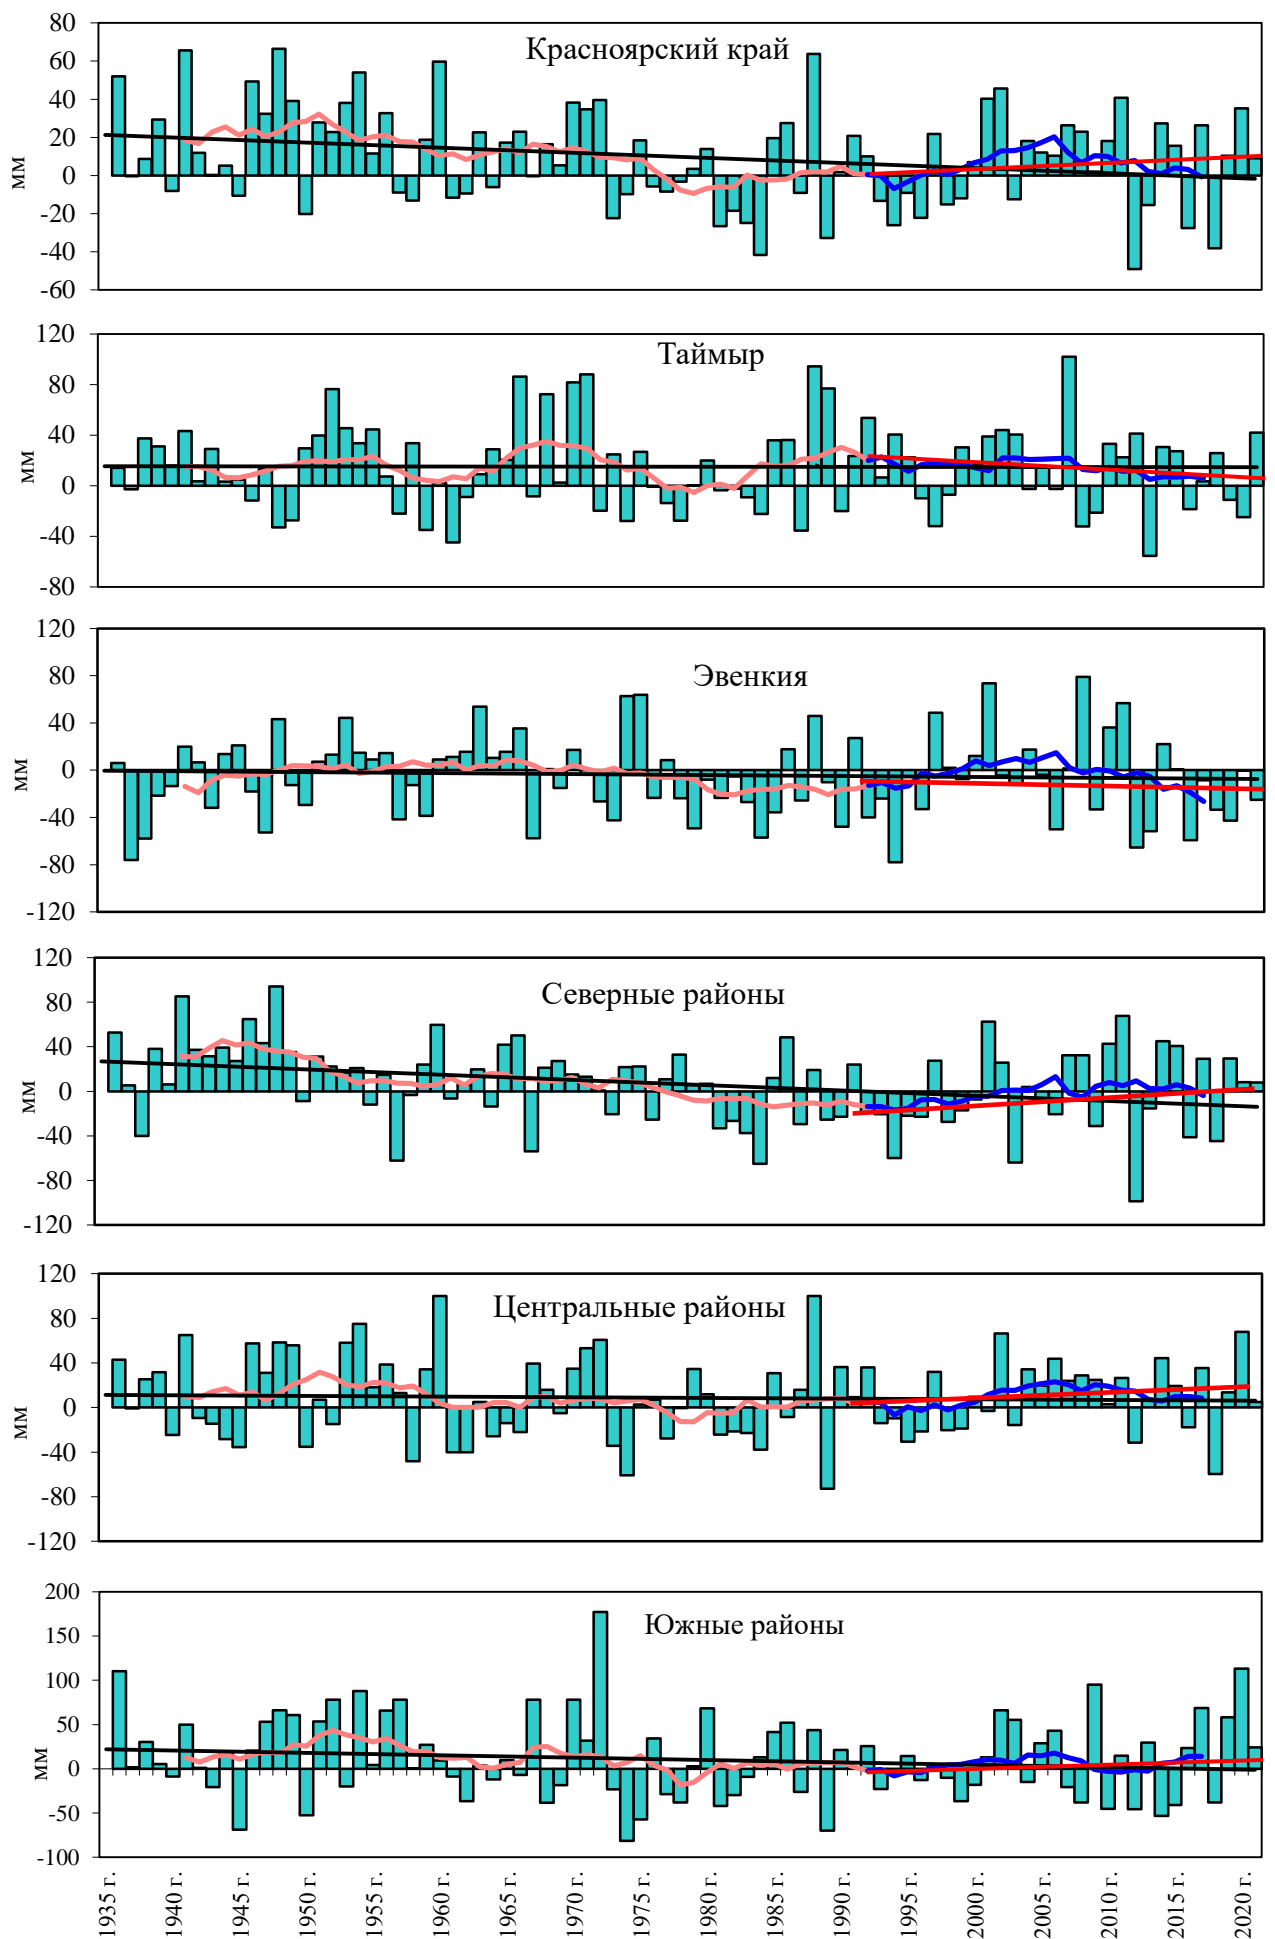 Красноярский край
мм
80
60
40
20
0
-20
-40
-60
Таймыр
мм
120
80
40
0
-40
-80
Эвенкия
мм
120
80
40
0
-40
-80
-120
Северные районы
мм
120
80
40
0
-40
-80
-120
Центральные районы
мм
120
80
40
0
-40
-80
-120
Южные районы
мм
200
150
100
50
0
-50
-100
1935 г.
1940 г.
1945 г.
1950 г.
1955 г.
1960 г.
1965 г.
1970 г.
1975 г.
1980 г.
1985 г.
1990 г.
1995 г.
2000 г.
2005 г.
2010 г.
2015 г.
2020 г.